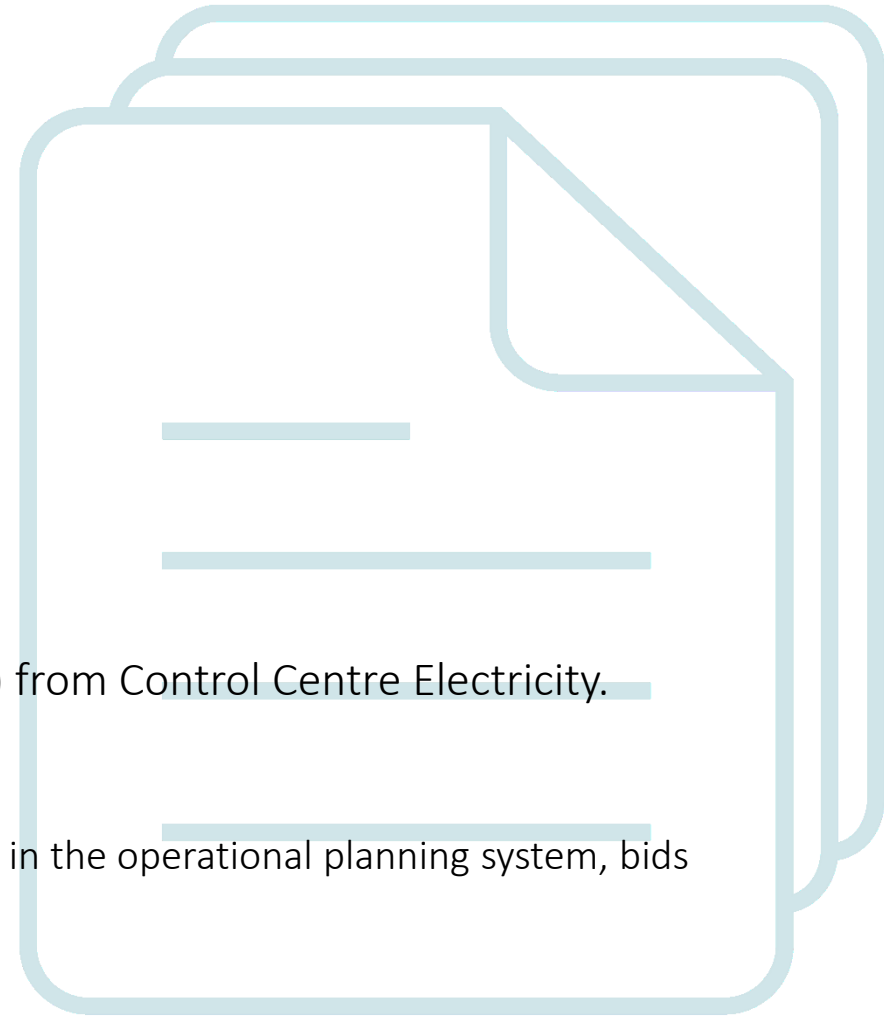 ) from Control Centre Electricity.
in the operational planning system, bids